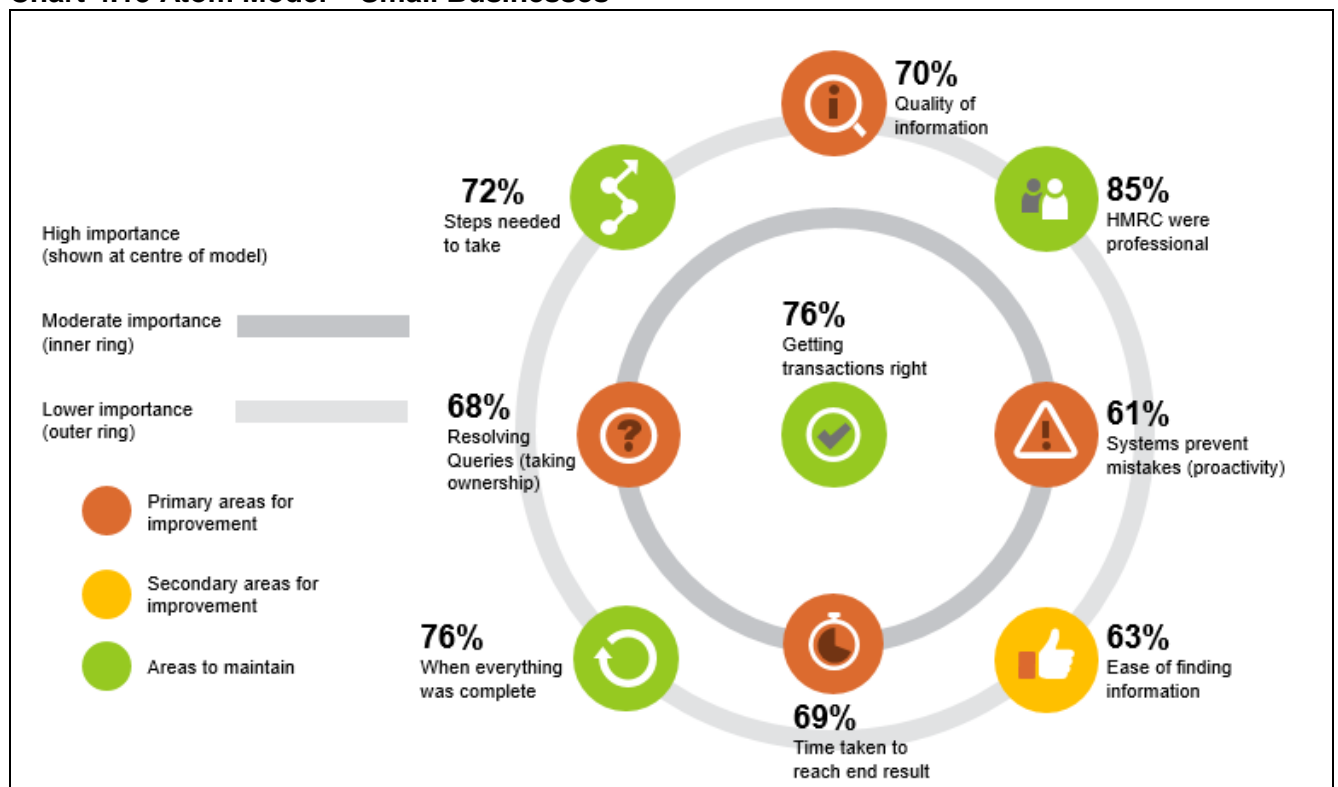 70%
Quality of
information
72%
Steps needed
to take
85%
HMRC were
professional
High importance
(shown at centre of model)
Moderate importance
(inner ring)
Lower importance
(outer ring)
76%
Getting
transactions right
68%
Resolving
Queries (taking
ownership)
61%
Systems prevent
mistakes (proactivity)
Primary areas for
improvement
Secondary areas for
improvement
Areas to maintain
76%
When everything
was complete
69%
Time taken to
reach end result
63%
Ease of finding
information